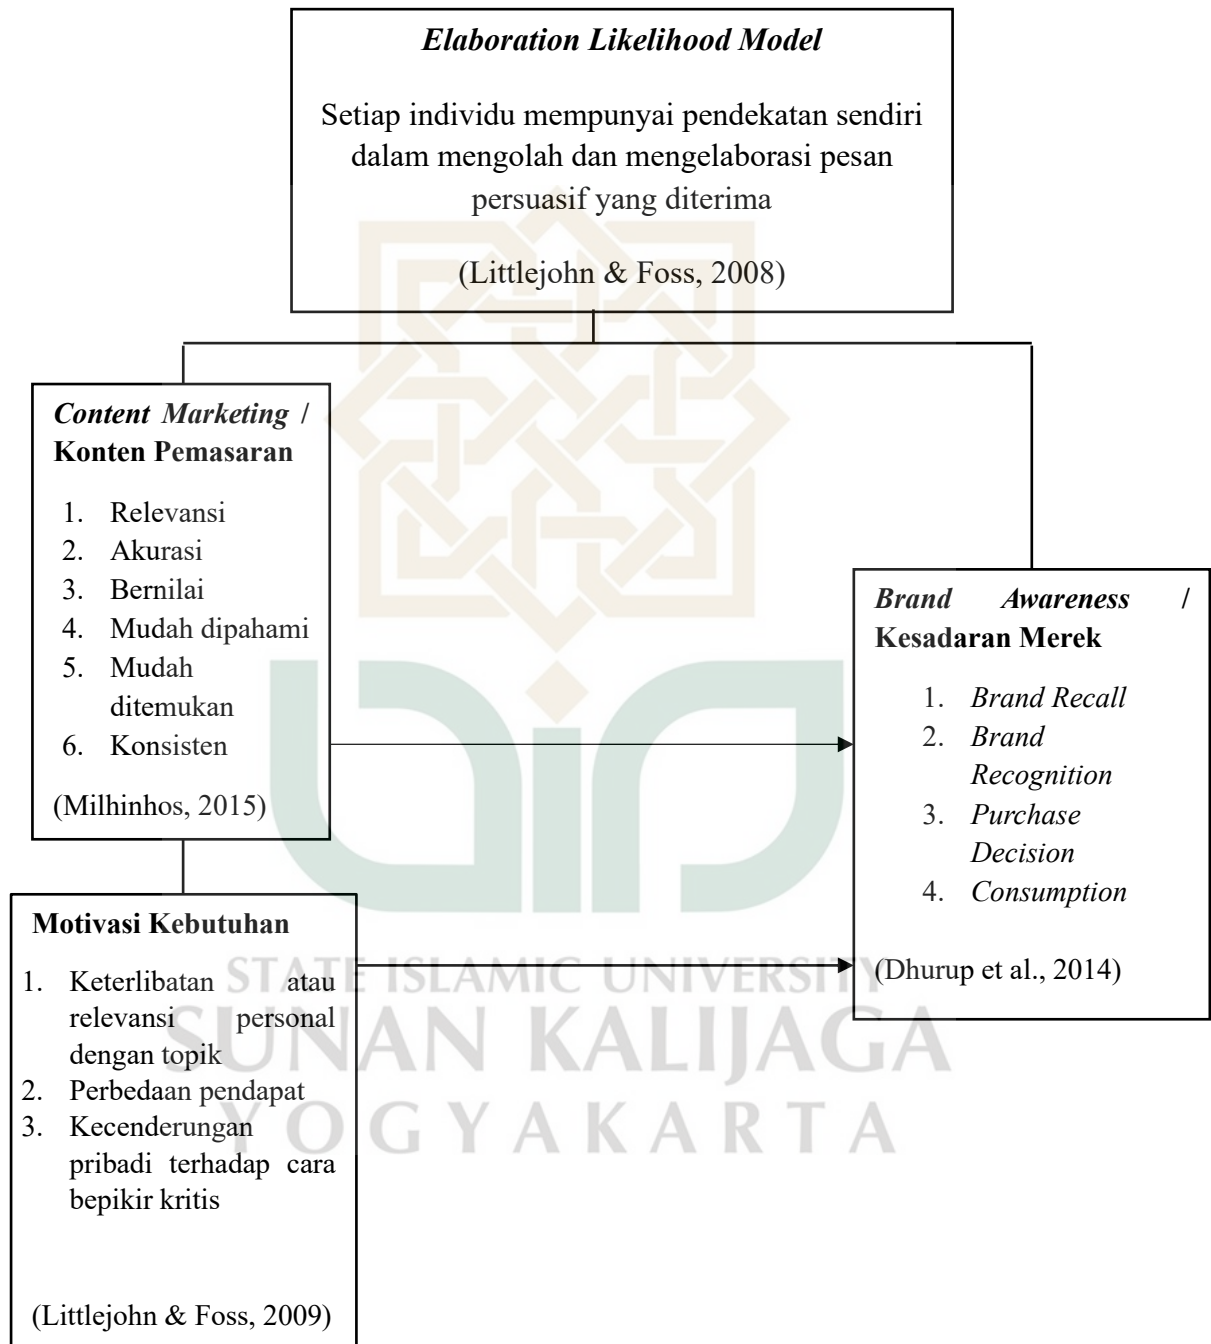 Elaboration Likelihood Model
Setiap individu mempunyai pendekatan sendiri
dalam mengolah dan mengelaborasi pesan
persuasif yang diterima
(Littlejohn & Foss, 2008)
Content Marketing /
Konten Pemasaran
1. Relevansi
2. Akurasi
3. Bernilai
4. Mudah dipahami
5. Mudah
ditemukan
6. Konsisten
(Milhinhos, 2015)
Brand Awareness /
Kesadaran Merek
1. Brand Recall
2. Brand
Recognition
3. Purchase
Decision
4. Consumption
(Dhurup et al., 2014)
Motivasi Kebutuhan
1. Keterlibatan atau
relevansi personal
dengan topik
2. Perbedaan pendapat
3. Kecenderungan
pribadi terhadap cara
bepikir kritis
(Littlejohn & Foss, 2009)
STATE ISLAMIC UNIVERSITY
SUNAN KALIJAGA
YOGYAKARTA